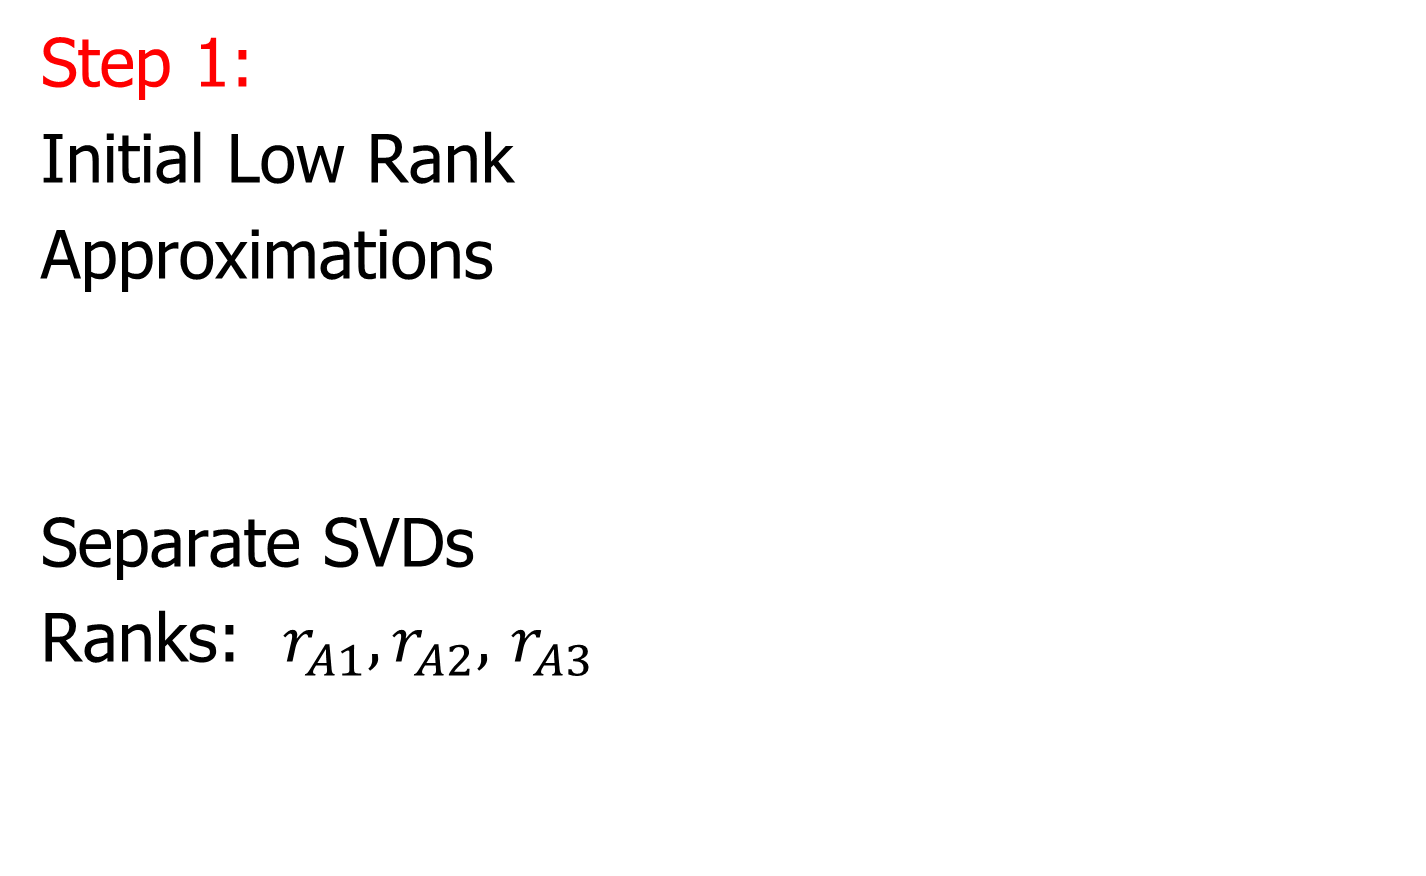 Step 1:
Initial Low Rank
Approximations
Separate SVDs
Ranks: r_{A1}, r_{A2}, r_{A3}